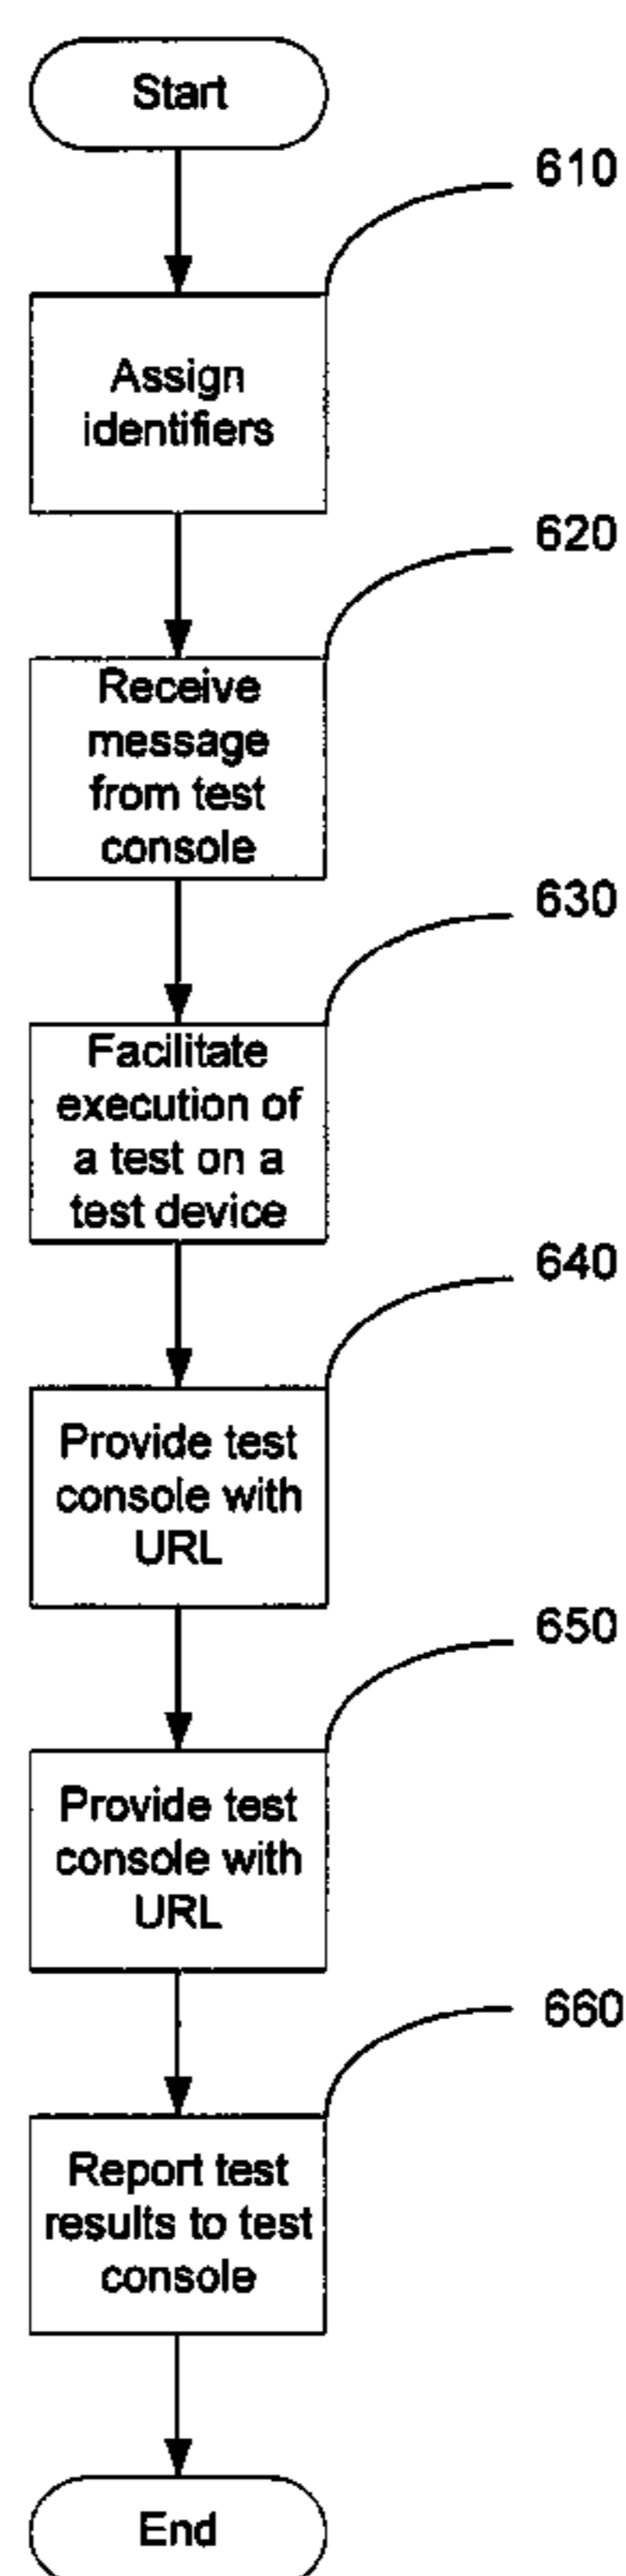 Start
610
Assign
identifiers
620
Receive
message
from test
console
630
Facilitate
execution of
a test on a
test device
640
Provide test
console with
URL
650
Provide test
console with
URL
660
Report test
results to test
console
End